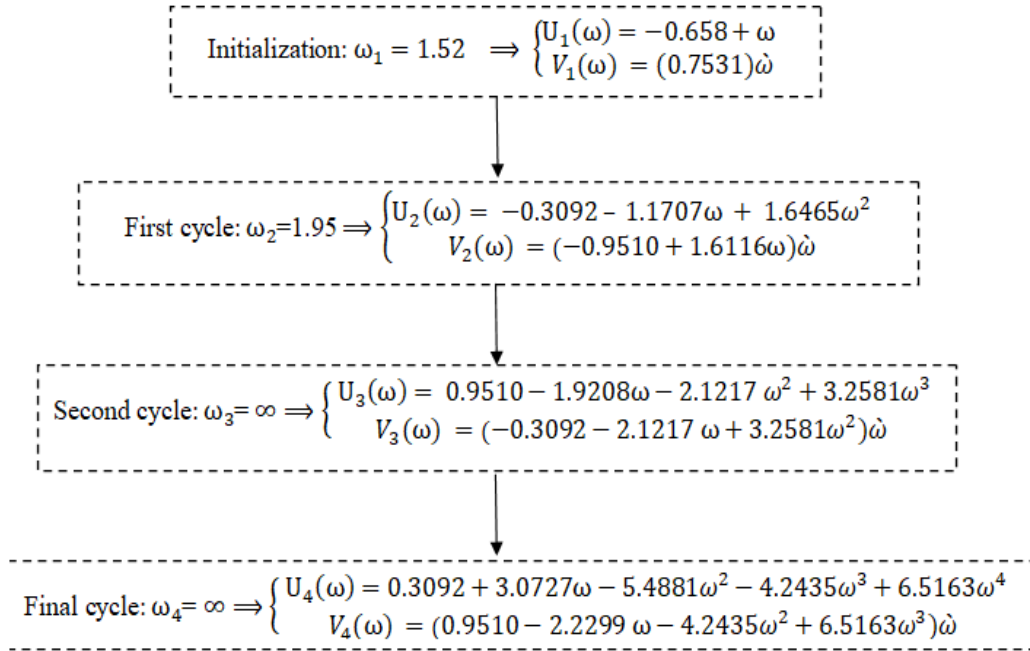 Initialization: ω₁ = 1.52 ⟹ {U₁(ω) = −0.658 + ω
V₁(ω) = (0.7531)ὼ
First cycle: ω₂=1.95 ⟹ {U₂(ω) = −0.3092 – 1.1707ω + 1.6465ω²
V₂(ω) = (−0.9510 + 1.6116ω)ὼ
Second cycle: ω₃= ∞ ⟹ {U₃(ω) = 0.9510 − 1.9208ω − 2.1217 ω² + 3.2581ω³
V₃(ω) = (−0.3092 − 2.1217 ω + 3.2581ω²)ὼ
Final cycle: ω₄= ∞ ⟹ {U₄(ω) = 0.3092 + 3.0727ω − 5.4881ω² − 4.2435ω³ + 6.5163ω⁴
V₄(ω) = (0.9510 − 2.2299 ω − 4.2435ω² + 6.5163ω³)ὼ